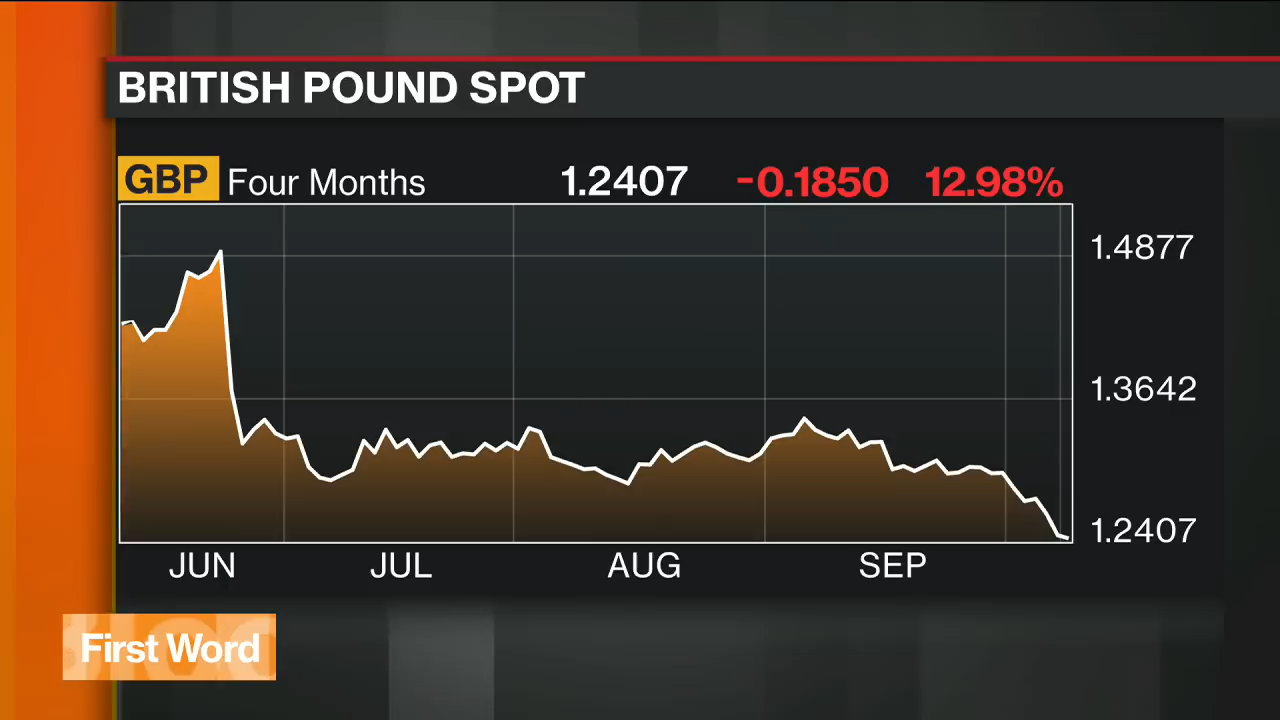 BRITISH POUND SPOT
GBP Four Months 1.2407 -0.1850 12.98%
1.4877
1.3642
1.2407
JUN JUL AUG SEP
First Word